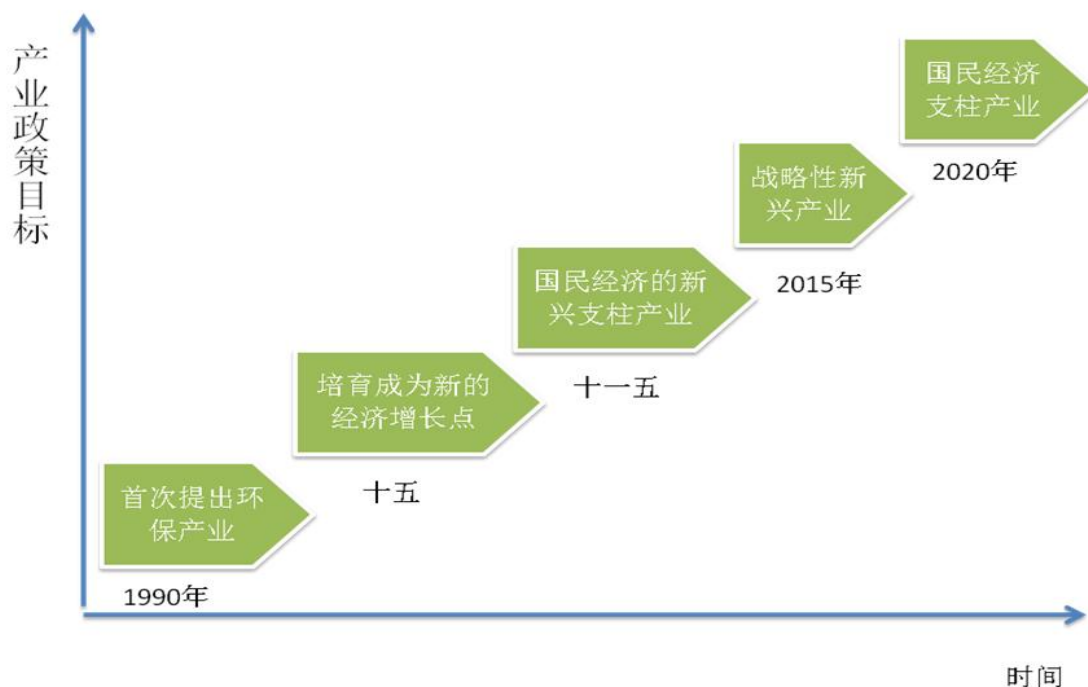 产业政策目标
国民经济
支柱产业
2020年
战略性新
兴产业
2015年
国民经济的新
兴支柱产业
十一五
培育成为新的
经济增长点
十五
首次提出环
保产业
1990年
时间